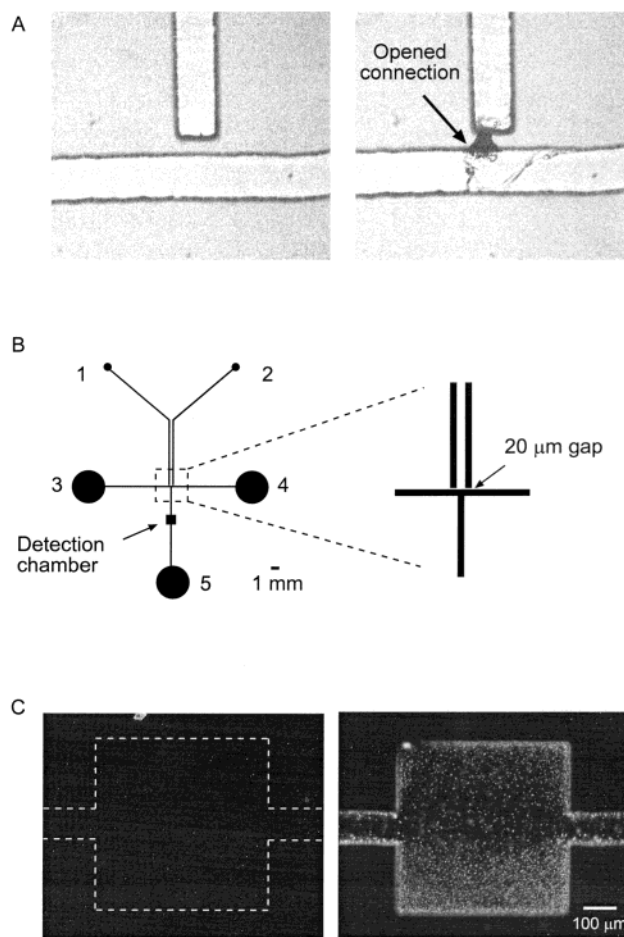 A
Opened
connection
B
1
2
3
4
20 μm gap
Detection
chamber
5
1 mm
C
100 μm